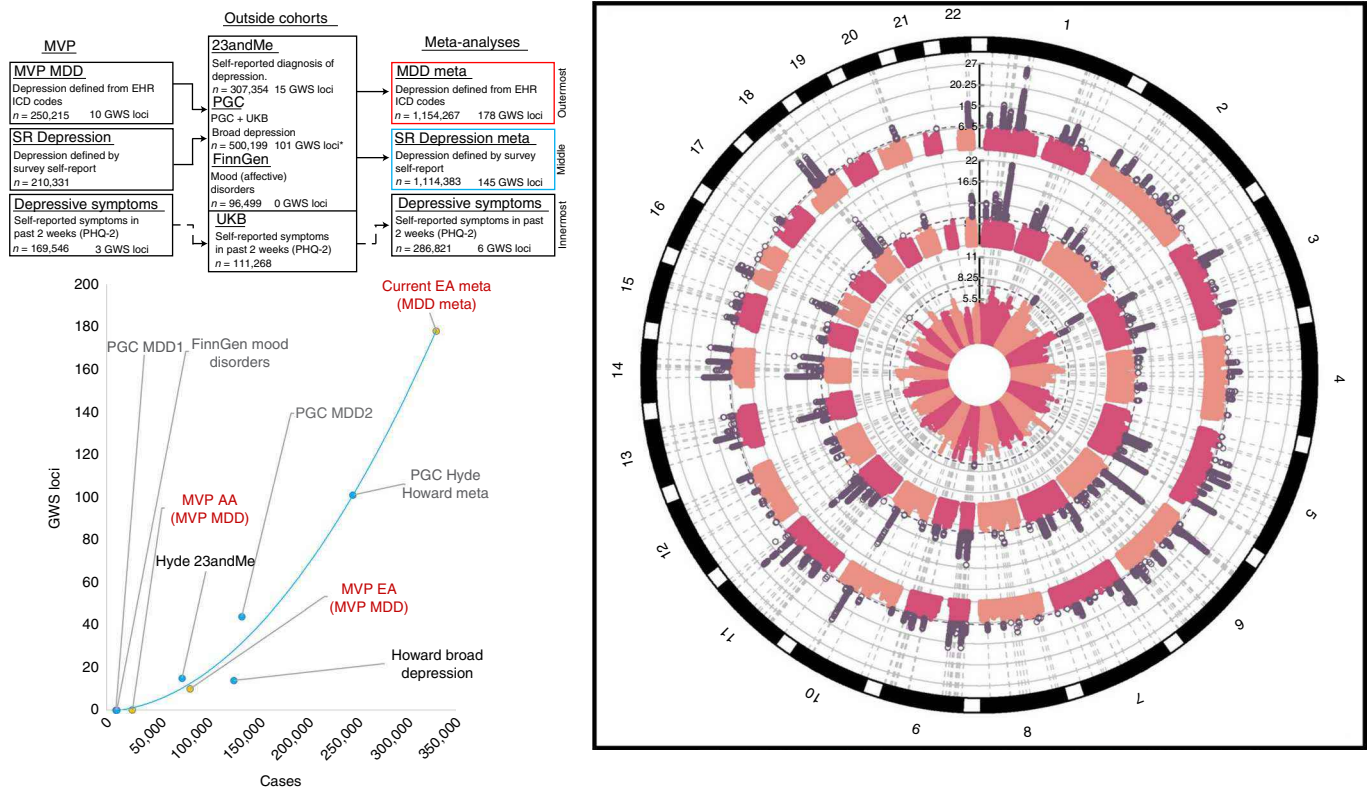 Outside cohorts
MVP
Meta-analyses
MVP MDD
Depression defined from EHR
ICD codes
n = 250,215 10 GWS loci
SR Depression
Depression defined by
survey self-report
n = 210,331
Depressive symptoms
Self-reported symptoms in
past 2 weeks (PHQ-2)
n = 169,546 3 GWS loci
23andMe
Self-reported diagnosis of
depression.
n = 307,354 15 GWS loci
PGC
PGC + UKB
Broad depression
n = 500,199 101 GWS loci*
FinnGen
Mood (affective)
disorders
n = 96,499 0 GWS loci
UKB
Self-reported symptoms
in past 2 weeks (PHQ-2)
n = 111,268
MDD meta
Depression defined from EHR
ICD codes
n = 1,154,267 178 GWS loci
Outermost
SR Depression meta
Depression defined by survey
self-report
n = 1,114,383 145 GWS loci
Middle
Depressive symptoms
Self-reported symptoms in past
2 weeks (PHQ-2)
n = 286,821 6 GWS loci
Innermost
200
180
160
140
120
100
80
60
40
20
0
GWS loci
PGC MDD1
FinnGen mood
disorders
Current EA meta
(MDD meta)
PGC MDD2
PGC Hyde
Howard meta
MVP AA
(MVP MDD)
Hyde 23andMe
MVP EA
(MVP MDD)
Howard broad
depression
0
50,000
100,000
150,000
200,000
250,000
300,000
350,000
Cases
1
2
3
4
5
6
7
8
9
10
11
12
13
14
15
16
17
18
19
20
21
22
27
20.25
13.5
6.5
22
16.5
11
8.25
5.5